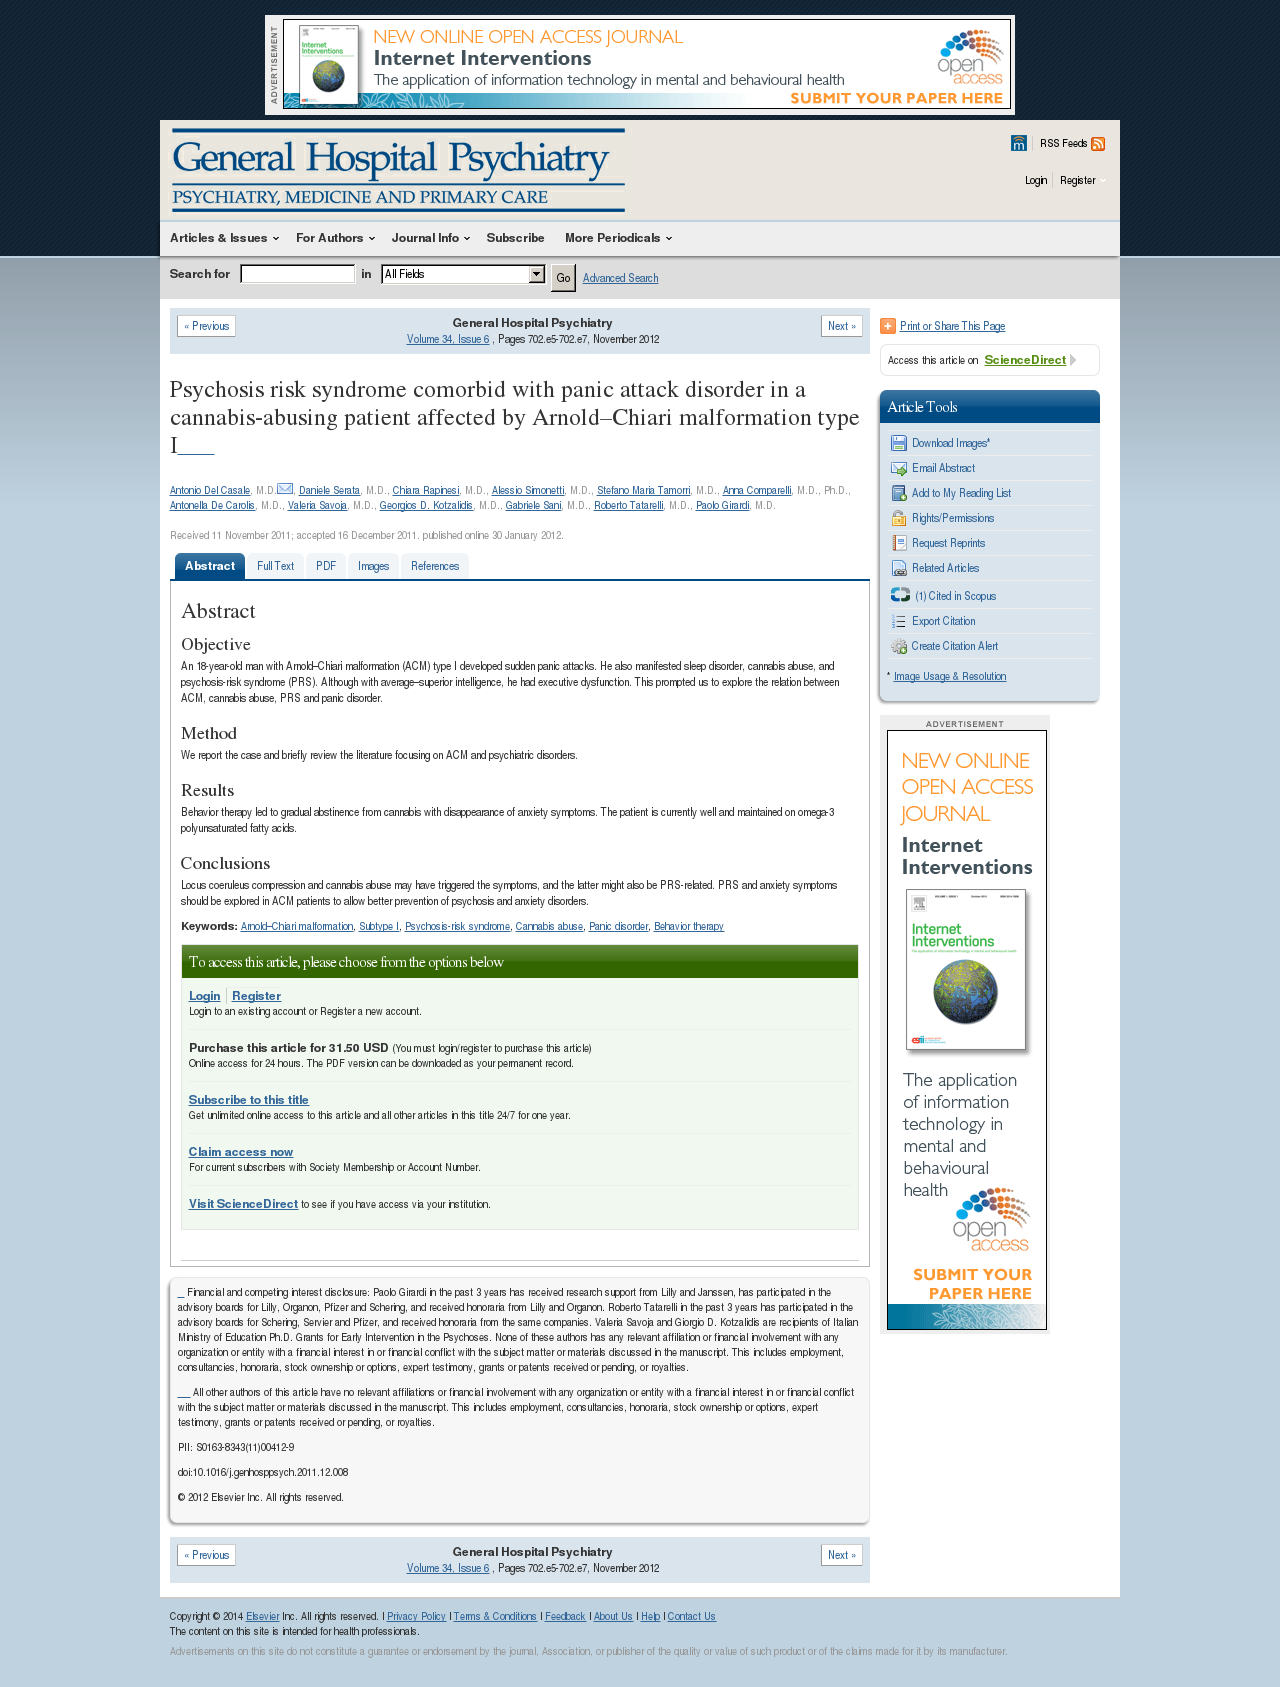 ADVERTISEMENT
NEW ONLINE OPEN ACCESS JOURNAL
Internet Interventions
The application of information technology in mental and behavioural health
open access
SUBMIT YOUR PAPER HERE
Internet Interventions
General Hospital Psychiatry
PSYCHIATRY, MEDICINE AND PRIMARY CARE
m RSS Feeds
Login Register
Articles & Issues For Authors Journal Info Subscribe More Periodicals
Search for in All Fields Go Advanced Search
« Previous
General Hospital Psychiatry
Next »
Volume 34, Issue 6 , Pages 702.e5-702.e7, November 2012
Psychosis risk syndrome comorbid with panic attack disorder in a
cannabis-abusing patient affected by Arnold–Chiari malformation type
I___
Antonio Del Casale, M.D., Daniele Serata, M.D., Chiara Rapinesi, M.D., Alessio Simonetti, M.D., Stefano Maria Tamorri, M.D., Anna Comparelli, M.D., Ph.D.,
Antonella De Carolis, M.D., Valeria Savoja, M.D., Georgios D. Kotzalidis, M.D., Gabriele Sani, M.D., Roberto Tatarelli, M.D., Paolo Girardi, M.D.
Received 11 November 2011; accepted 16 December 2011. published online 30 January 2012.
Abstract Full Text PDF Images References
Abstract
Objective
An 18-year-old man with Arnold–Chiari malformation (ACM) type I developed sudden panic attacks. He also manifested sleep disorder, cannabis abuse, and
psychosis-risk syndrome (PRS). Although with average–superior intelligence, he had executive dysfunction. This prompted us to explore the relation between
ACM, cannabis abuse, PRS and panic disorder.
Method
We report the case and briefly review the literature focusing on ACM and psychiatric disorders.
Results
Behavior therapy led to gradual abstinence from cannabis with disappearance of anxiety symptoms. The patient is currently well and maintained on omega-3
polyunsaturated fatty acids.
Conclusions
Locus coeruleus compression and cannabis abuse may have triggered the symptoms, and the latter might also be PRS-related. PRS and anxiety symptoms
should be explored in ACM patients to allow better prevention of psychosis and anxiety disorders.
Keywords: Arnold–Chiari malformation, Subtype I, Psychosis-risk syndrome, Cannabis abuse, Panic disorder, Behavior therapy
To access this article, please choose from the options below
Login Register
Login to an existing account or Register a new account.
Purchase this article for 31.50 USD (You must login/register to purchase this article)
Online access for 24 hours. The PDF version can be downloaded as your permanent record.
Subscribe to this title
Get unlimited online access to this article and all other articles in this title 24/7 for one year.
Claim access now
For current subscribers with Society Membership or Account Number.
Visit ScienceDirect to see if you have access via your institution.
_ Financial and competing interest disclosure: Paolo Girardi in the past 3 years has received research support from Lilly and Janssen, has participated in the
advisory boards for Lilly, Organon, Pfizer and Schering, and received honoraria from Lilly and Organon. Roberto Tatarelli in the past 3 years has participated in the
advisory boards for Schering, Servier and Pfizer, and received honoraria from the same companies. Valeria Savoja and Giorgio D. Kotzalidis are recipients of Italian
Ministry of Education Ph.D. Grants for Early Intervention in the Psychoses. None of these authors has any relevant affiliation or financial involvement with any
organization or entity with a financial interest in or financial conflict with the subject matter or materials discussed in the manuscript. This includes employment,
consultancies, honoraria, stock ownership or options, expert testimony, grants or patents received or pending, or royalties.
__ All other authors of this article have no relevant affiliations or financial involvement with any organization or entity with a financial interest in or financial conflict
with the subject matter or materials discussed in the manuscript. This includes employment, consultancies, honoraria, stock ownership or options, expert
testimony, grants or patents received or pending, or royalties.
PII: S0163-8343(11)00412-9
doi:10.1016/j.genhosppsych.2011.12.008
© 2012 Elsevier Inc. All rights reserved.
« Previous
General Hospital Psychiatry
Next »
Volume 34, Issue 6 , Pages 702.e5-702.e7, November 2012
Print or Share This Page
Access this article on ScienceDirect
Article Tools
Download Images*
Email Abstract
Add to My Reading List
Rights/Permissions
Request Reprints
Related Articles
(1) Cited in Scopus
Export Citation
Create Citation Alert
* Image Usage & Resolution
ADVERTISEMENT
NEW ONLINE
OPEN ACCESS
JOURNAL
Internet
Interventions
Internet
Interventions
The application
of information
technology in
mental and
behavioural
health
open
access
SUBMIT YOUR
PAPER HERE
Copyright © 2014 Elsevier Inc. All rights reserved. | Privacy Policy | Terms & Conditions | Feedback | About Us | Help | Contact Us
The content on this site is intended for health professionals.
Advertisements on this site do not constitute a guarantee or endorsement by the journal, Association, or publisher of the quality or value of such product or of the claims made for it by its manufacturer.